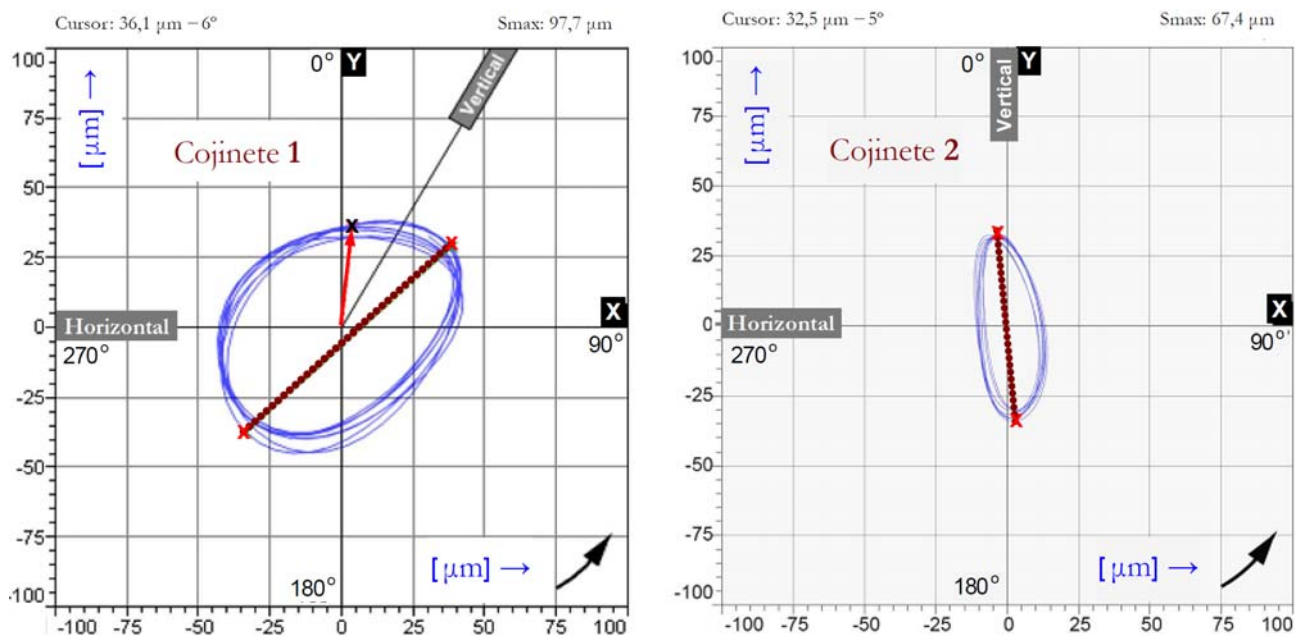 Cursor: 36,1 µm – 6º
Smax: 97,7 µm
100
0°
Y
Vertical
[ µm] →
75
Cojinete 1
50
25
X
0
Horizontal
X
270°
90°
-25
-50
-75
[ µm] →
180°
-100
-100 -75 -50 -25 0 25 50 75 100
Cursor: 32,5 µm – 5º
Smax: 67,4 µm
100
0°
Y
Vertical
[ µm] →
75
Cojinete 2
50
25
0
Horizontal
X
270°
90°
-25
-50
-75
[ µm] →
180°
-100
-100 -75 -50 -25 0 25 50 75 100